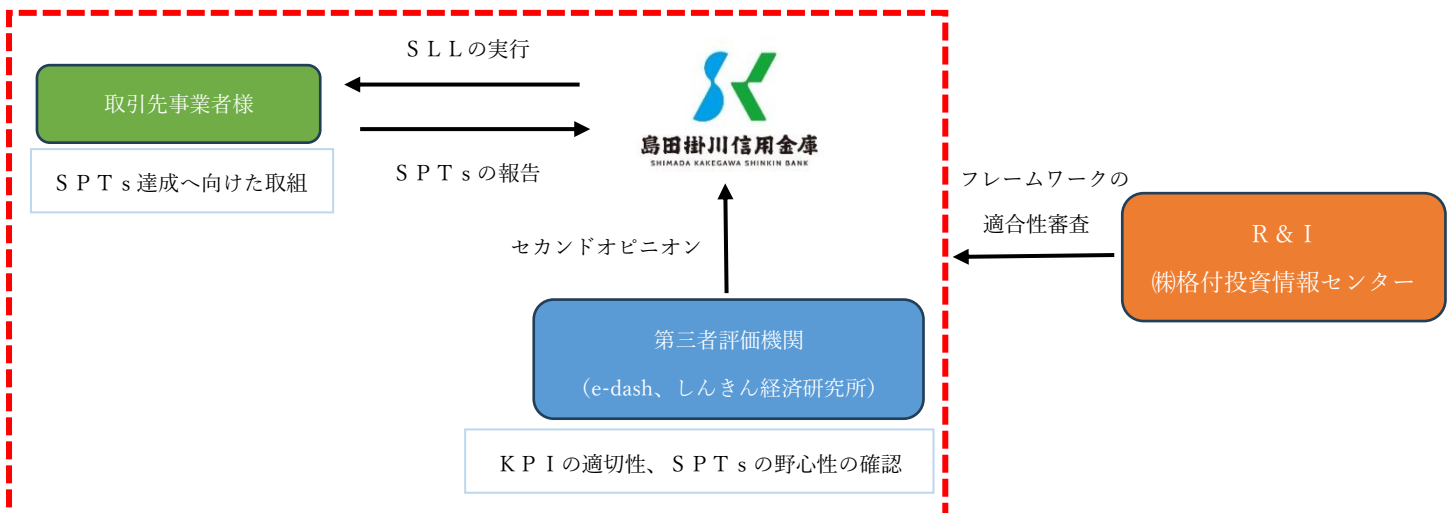 ＳＬＬの実行
取引先事業者様
島田掛川信用金庫
SHIMADA KAKEGAWA SHINKIN BANK
ＳＰＴｓの報告
ＳＰＴｓ達成へ向けた取組
フレームワークの
適合性審査
Ｒ＆Ｉ
㈱格付投資情報センター
セカンドオピニオン
第三者評価機関
（e-dash、しんきん経済研究所）
ＫＰＩの適切性、ＳＰＴｓの野心性の確認